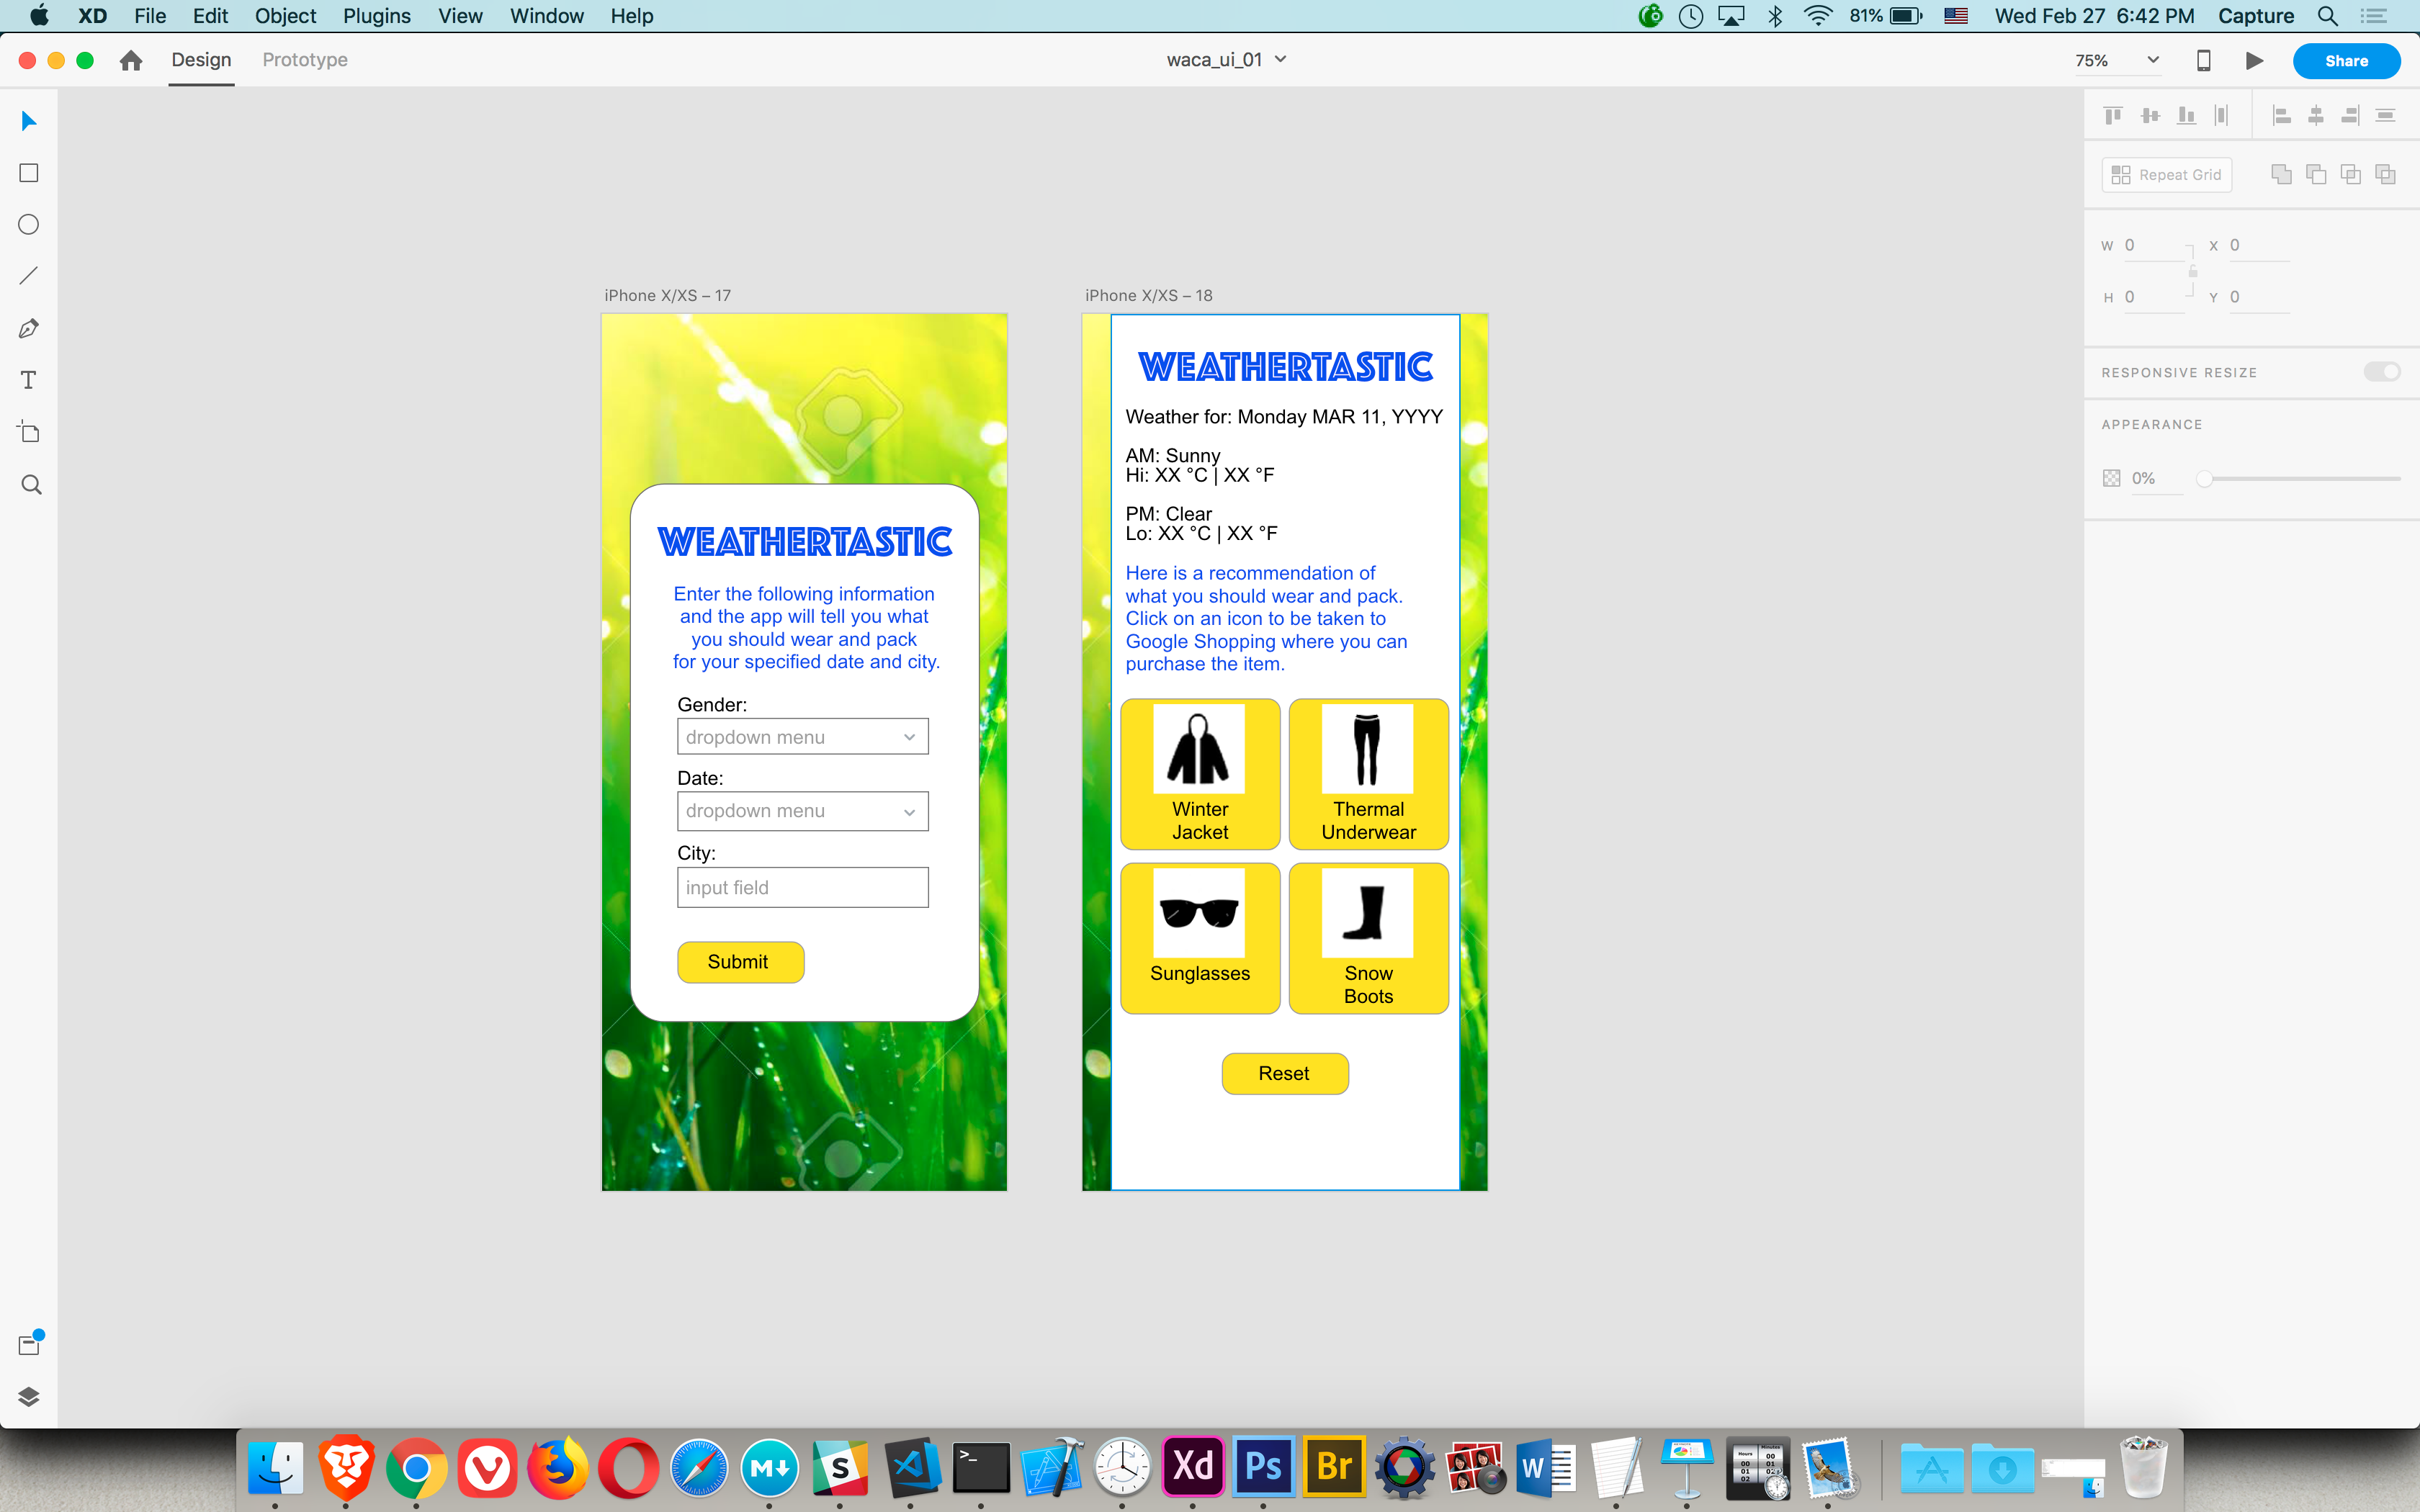 XD File Edit Object Plugins View Window Help
81% Wed Feb 27 6:42 PM Capture
Design Prototype
waca_ui_01
75%
Share
Repeat Grid
W 0 X 0
H 0 Y 0
RESPONSIVE RESIZE
APPEARANCE
0%
iPhone X/XS – 17
WEATHERTASTIC
Enter the following information
and the app will tell you what
you should wear and pack
for your specified date and city.
Gender:
dropdown menu
Date:
dropdown menu
City:
input field
Submit
iPhone X/XS – 18
WEATHERTASTIC
Weather for: Monday MAR 11, YYYY
AM: Sunny
Hi: XX °C | XX °F
PM: Clear
Lo: XX °C | XX °F
Here is a recommendation of
what you should wear and pack.
Click on an icon to be taken to
Google Shopping where you can
purchase the item.
Winter
Jacket
Thermal
Underwear
Sunglasses
Snow
Boots
Reset
M
S
>_
Xd
Ps
Br
W